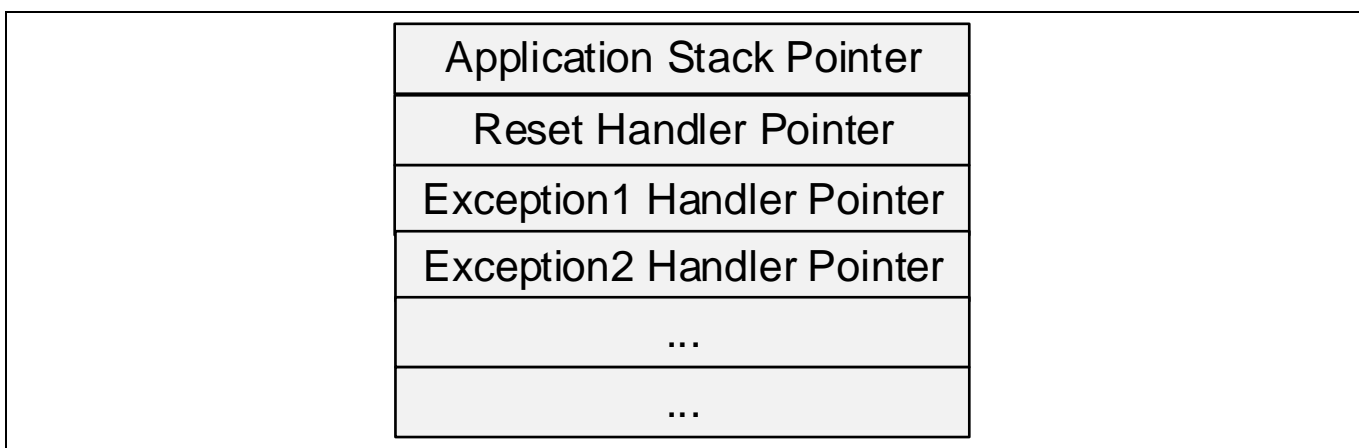 Application Stack Pointer
Reset Handler Pointer
Exception1 Handler Pointer
Exception2 Handler Pointer
...
...